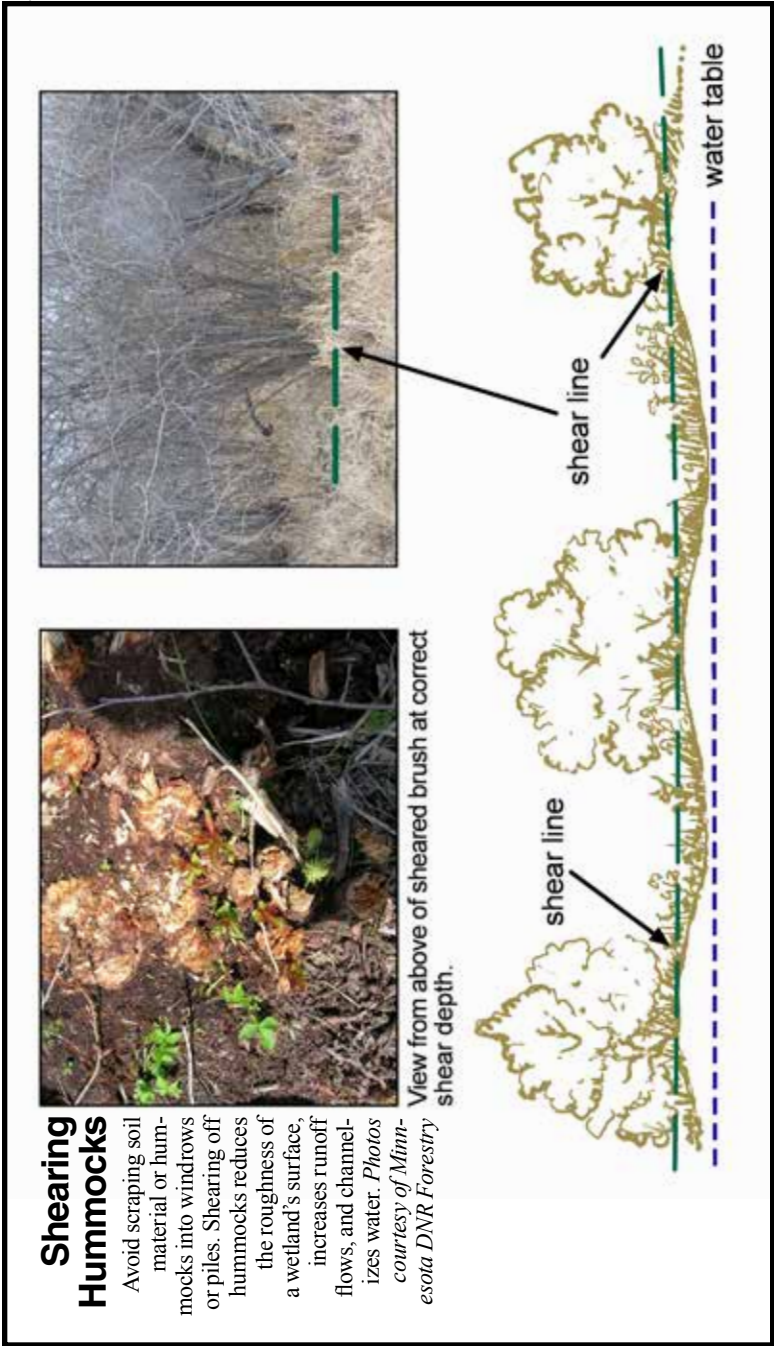 Shearing
Hummocks
Avoid scraping soil
material or hum-
mocks into windrows
or piles. Shearing off
hummocks reduces
the roughness of
a wetland's surface,
increases runoff
flows, and channel-
izes water. Photos
courtesy of Minn-
esota DNR Forestry
View from above of sheared brush at correct
shear depth.
shear line
shear line
water table